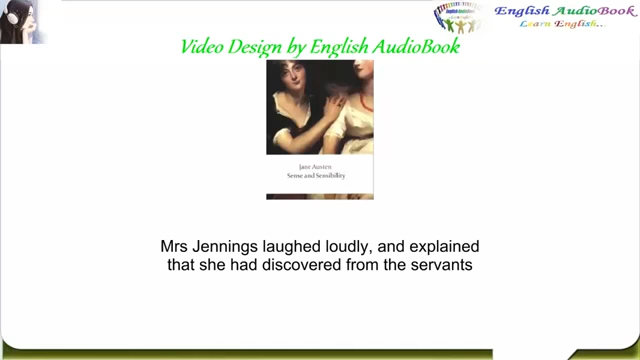 English AudioBook
Learn English...
Video Design by English AudioBook
Jane Austen
Sense and Sensibility
Mrs Jennings laughed loudly, and explained
that she had discovered from the servants